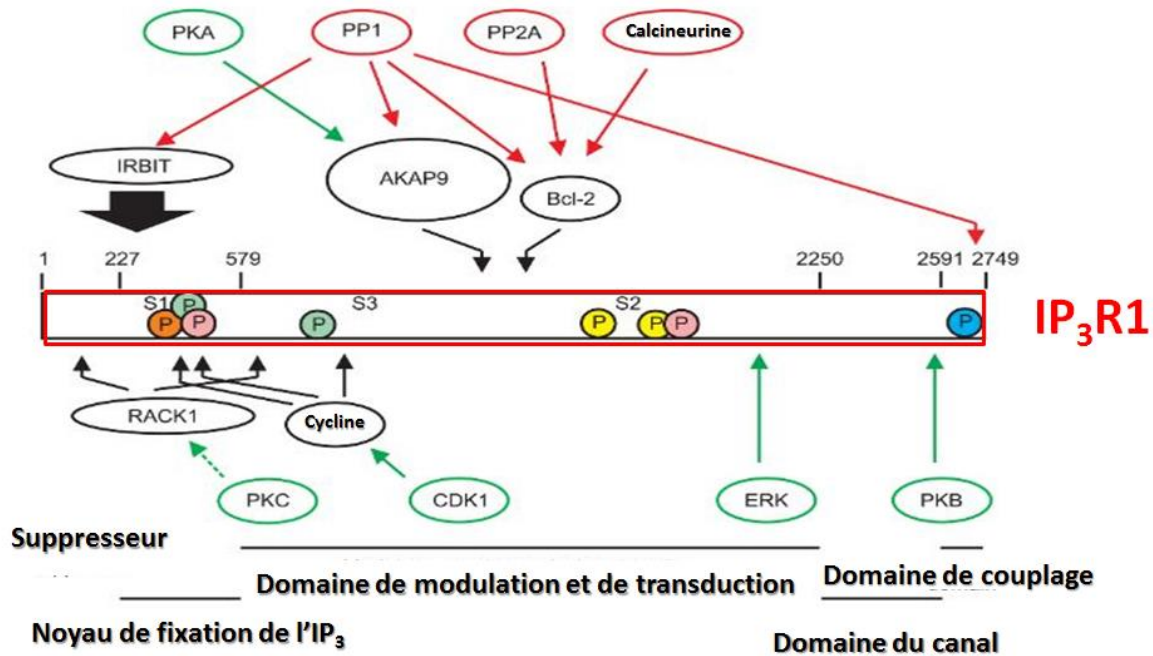 PKA PP1 PP2A Calcineurine
IRBIT
AKAP9
Bcl-2
1 227 579 2250 2591 2749
S1 P S3 S2
P P P P P P P
IP3R1
RACK1
Cycline
PKC CDK1 ERK PKB
Suppresseur
Domaine de modulation et de transduction
Domaine de couplage
Noyau de fixation de l'IP3
Domaine du canal